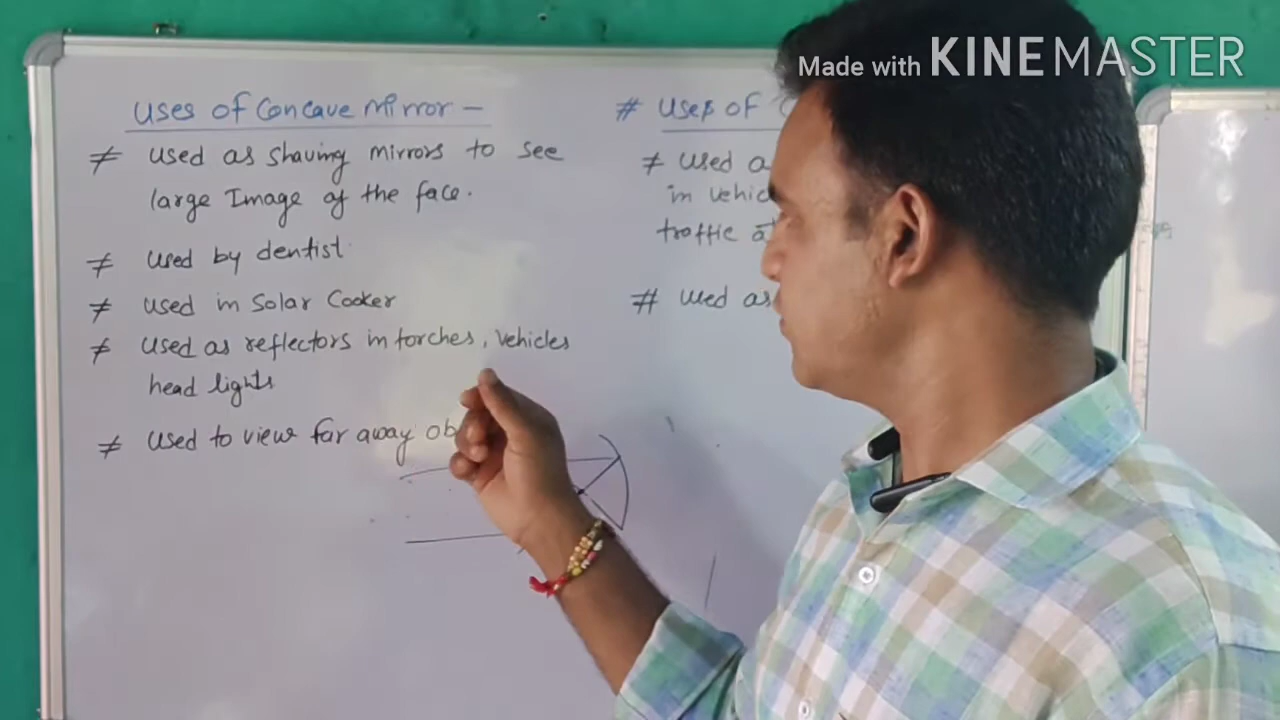 Made with KINEMASTER
Uses of Concave Mirror -
≠ Used as shaving mirrors to see
large Image of the face.
≠ Used by dentist
≠ Used in Solar Cooker
≠ Used as reflectors in torches, Vehicles
head lights
≠ Used to view far away
# Uses of
≠ Used
in
traffic
# Used as